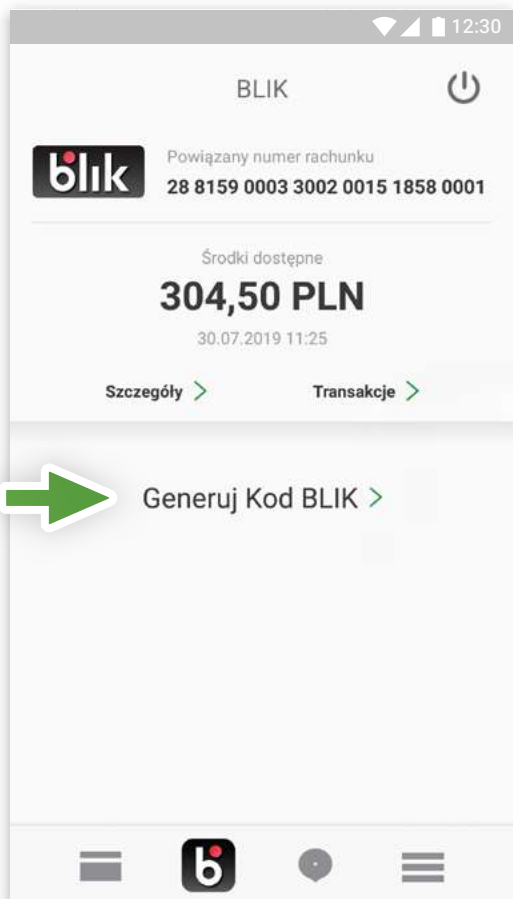 12:30
BLIK
blik
Powiązany numer rachunku
28 8159 0003 3002 0015 1858 0001
Środki dostępne
304,50 PLN
30.07.2019 11:25
Szczegóły > Transakcje >
Generuj Kod BLIK >
b